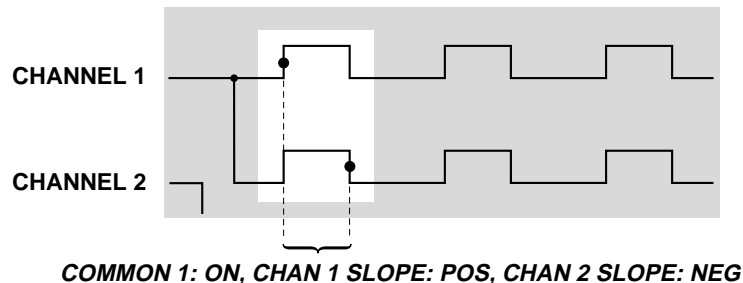 CHANNEL 1
CHANNEL 2
COMMON 1: ON, CHAN 1 SLOPE: POS, CHAN 2 SLOPE: NEG